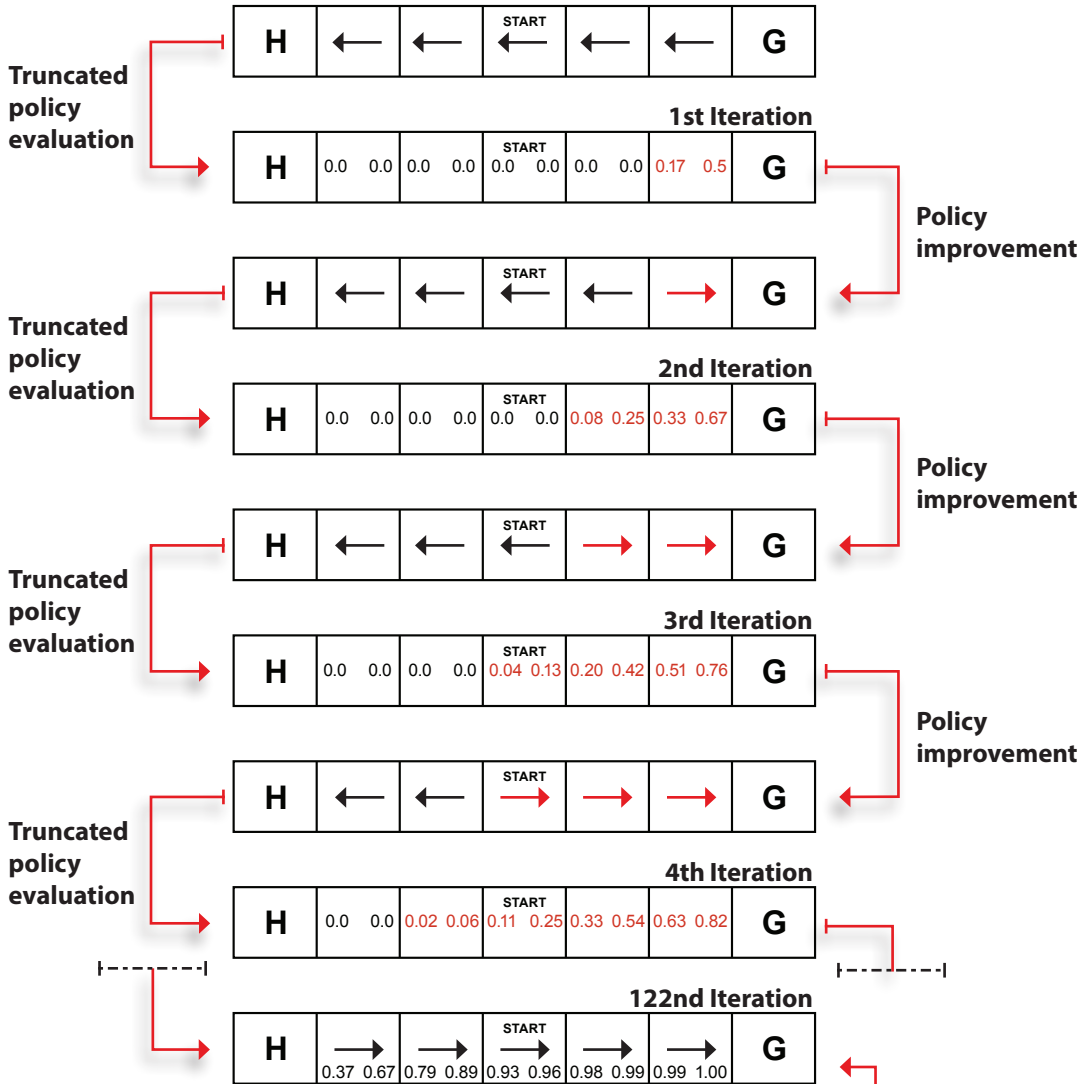 START
H G
Truncated
policy
evaluation
1st Iteration
START
H 0.0 0.0 0.0 0.0 0.0 0.0 0.0 0.0 0.17 0.5 G
Policy
improvement
START
H G
Truncated
policy
evaluation
2nd Iteration
START
H 0.0 0.0 0.0 0.0 0.0 0.0 0.08 0.25 0.33 0.67 G
Policy
improvement
START
H G
Truncated
policy
evaluation
3rd Iteration
START
H 0.0 0.0 0.0 0.0 0.04 0.13 0.20 0.42 0.51 0.76 G
Policy
improvement
START
H G
Truncated
policy
evaluation
4th Iteration
START
H 0.0 0.0 0.02 0.06 0.11 0.25 0.33 0.54 0.63 0.82 G
122nd Iteration
START
H G
0.37 0.67 0.79 0.89 0.93 0.96 0.98 0.99 0.99 1.00